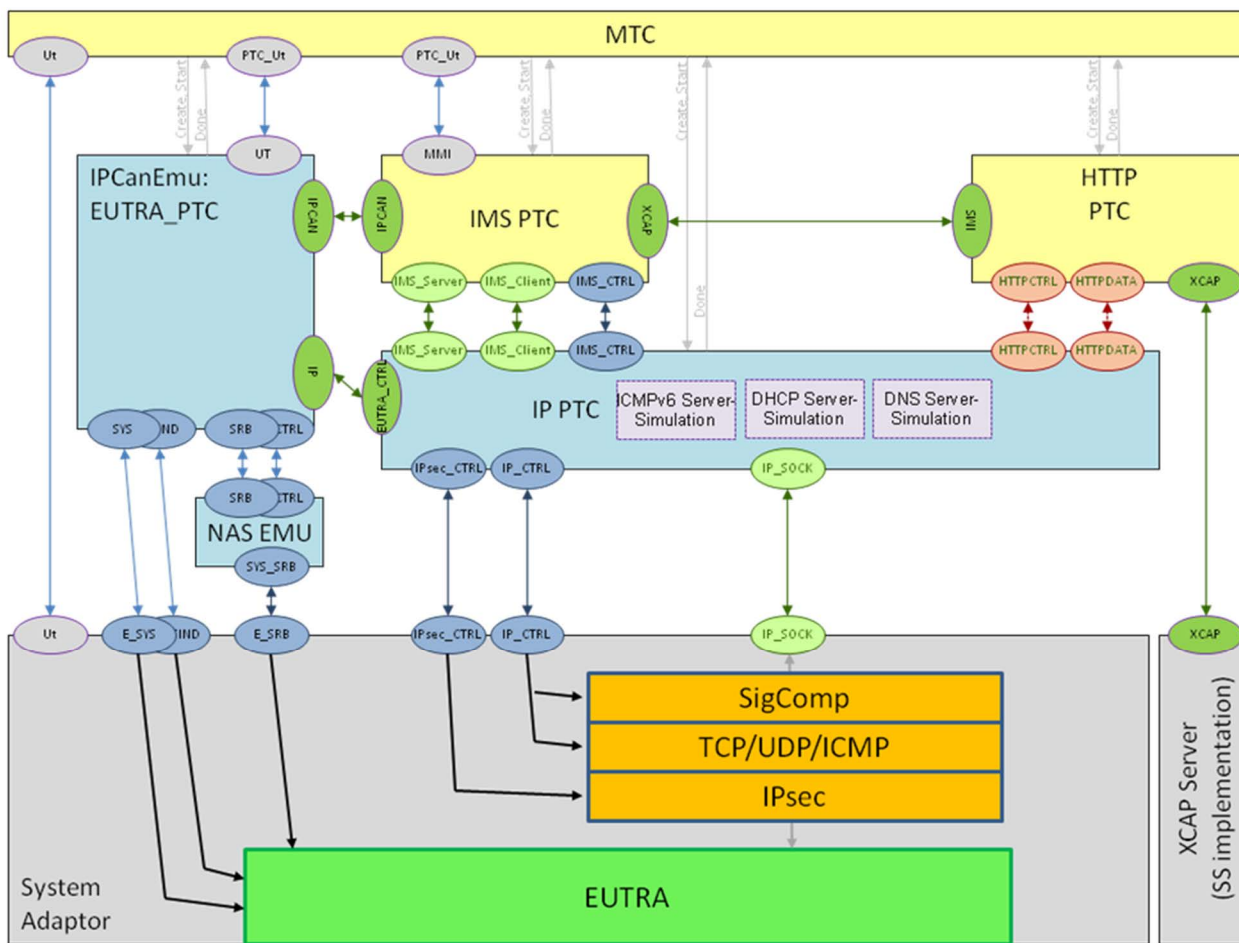 MTC
Ut
PTC_Ut
PTC_Ut
Create, Start
Done
Create, Start
Done
Create, Start
Done
Create, Start
Done
UT
MMI
IPCanEmu:
EUTRA_PTC
IPCAN
IPCAN
IMS PTC
XCAP
SMI
HTTP
PTC
IMS_Server
IMS_Client
IMS_CTRL
HTTPCTRL
HTTPDATA
XCAP
IMS_Server
IMS_Client
IMS_CTRL
HTTPCTRL
HTTPDATA
IP
EUTRA_CTRL
IP PTC
ICMPv6 Server-
Simulation
DHCP Server-
Simulation
DNS Server-
Simulation
SYS
IND
SRB
CTRL
IPsec_CTRL
IP_CTRL
IP_SOCK
SRB
CTRL
NAS EMU
SYS_SRB
Ut
E_SYS
IND
E_SRB
IPsec_CTRL
IP_CTRL
IP_SOCK
XCAP
SigComp
TCP/UDP/ICMP
IPsec
EUTRA
System
Adaptor
XCAP Server
(SS implementation)